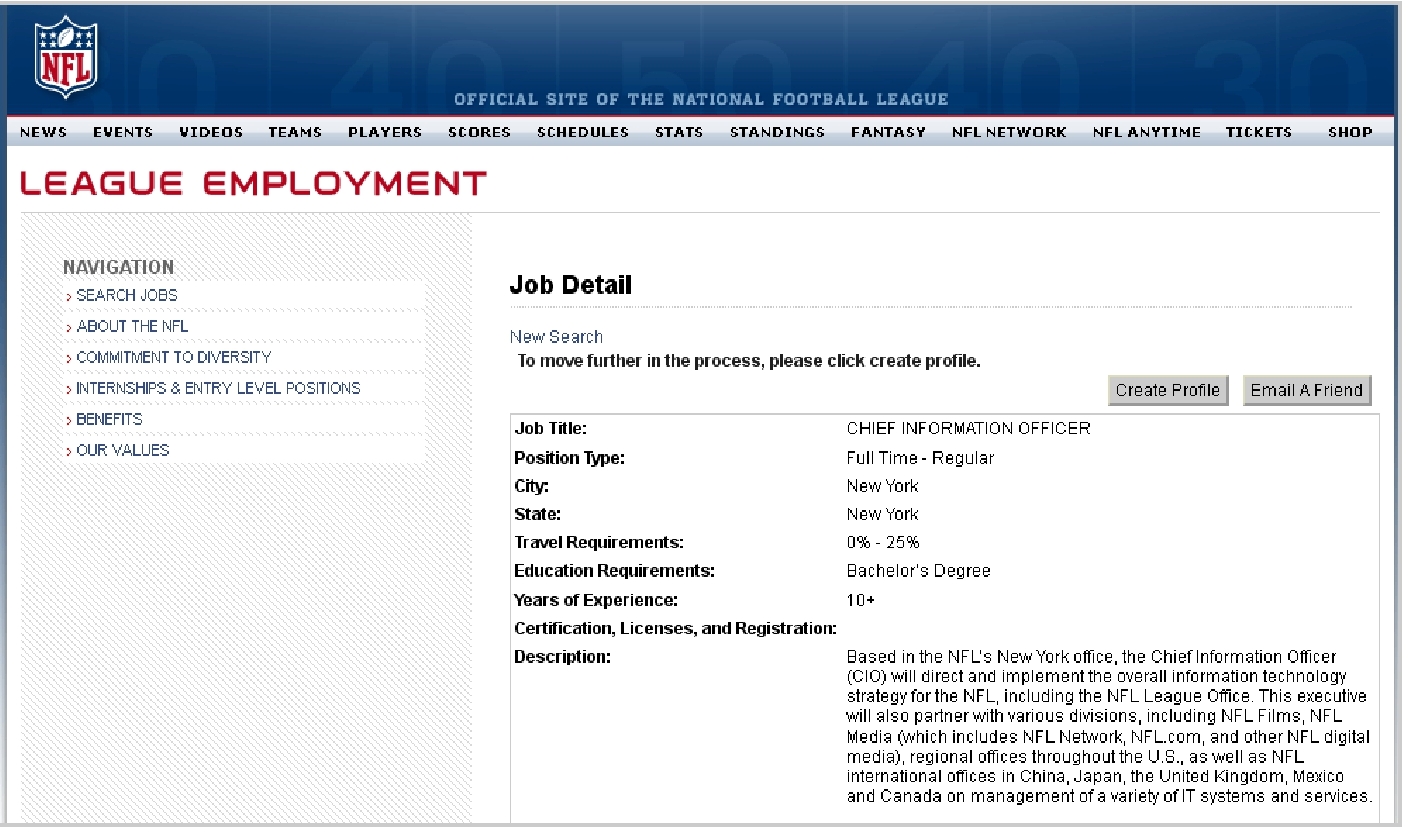 NFL
OFFICIAL SITE OF THE NATIONAL FOOTBALL LEAGUE
NEWS EVENTS VIDEOS TEAMS PLAYERS SCORES SCHEDULES STATS STANDINGS FANTASY NFL NETWORK NFL ANYTIME TICKETS SHOP
LEAGUE EMPLOYMENT
NAVIGATION
› SEARCH JOBS
› ABOUT THE NFL
› COMMITMENT TO DIVERSITY
› INTERNSHIPS & ENTRY LEVEL POSITIONS
› BENEFITS
› OUR VALUES
Job Detail
New Search
To move further in the process, please click create profile.
Create Profile Email A Friend
Job Title: CHIEF INFORMATION OFFICER
Position Type: Full Time - Regular
City: New York
State: New York
Travel Requirements: 0% - 25%
Education Requirements: Bachelor's Degree
Years of Experience: 10+
Certification, Licenses, and Registration:
Description: Based in the NFL's New York office, the Chief Information Officer
(CIO) will direct and implement the overall information technology
strategy for the NFL, including the NFL League Office. This executive
will also partner with various divisions, including NFL Films, NFL
Media (which includes NFL Network, NFL.com, and other NFL digital
media), regional offices throughout the U.S., as well as NFL
international offices in China, Japan, the United Kingdom, Mexico
and Canada on management of a variety of IT systems and services.